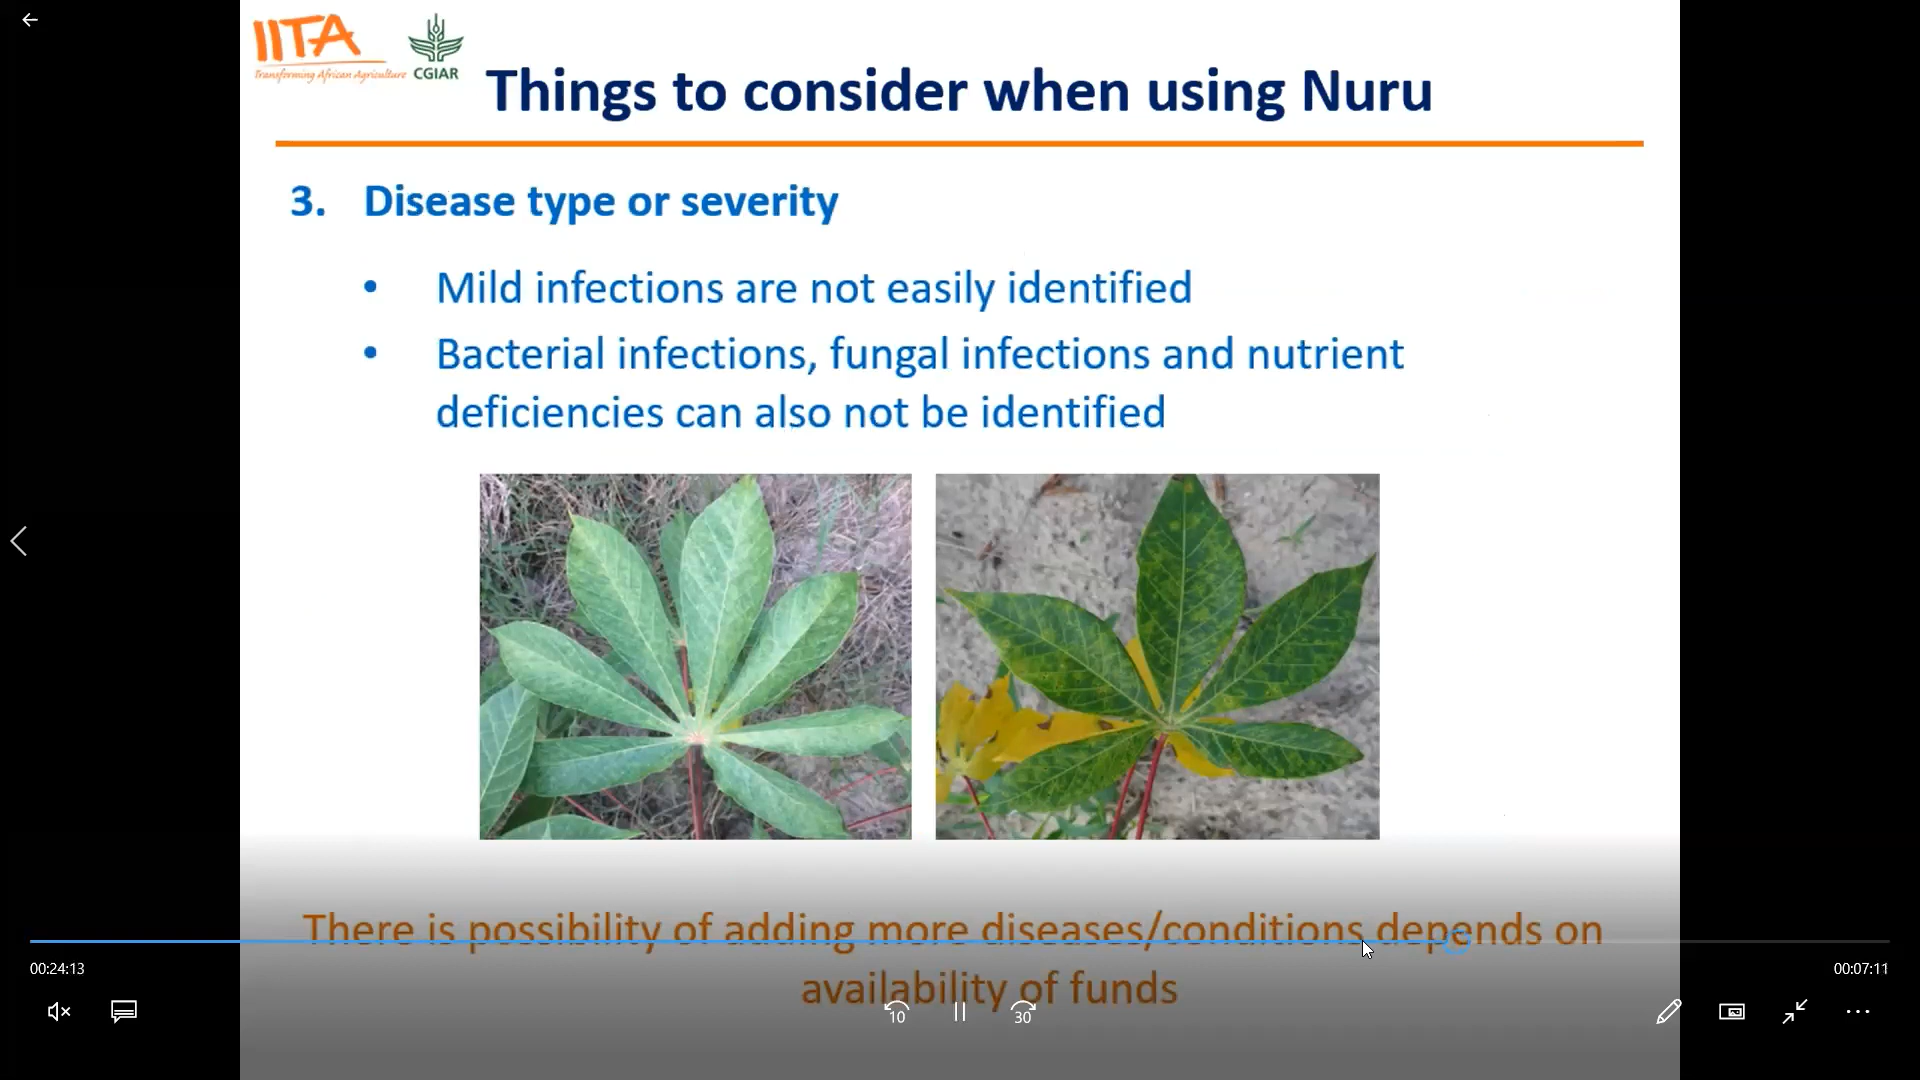 IITA
Transforming African Agriculture
CGIAR
Things to consider when using Nuru
3. Disease type or severity
• Mild infections are not easily identified
• Bacterial infections, fungal infections and nutrient
deficiencies can also not be identified
There is possibility of adding more diseases/conditions depends on
availability of funds
00:24:13
00:07:11
10
30